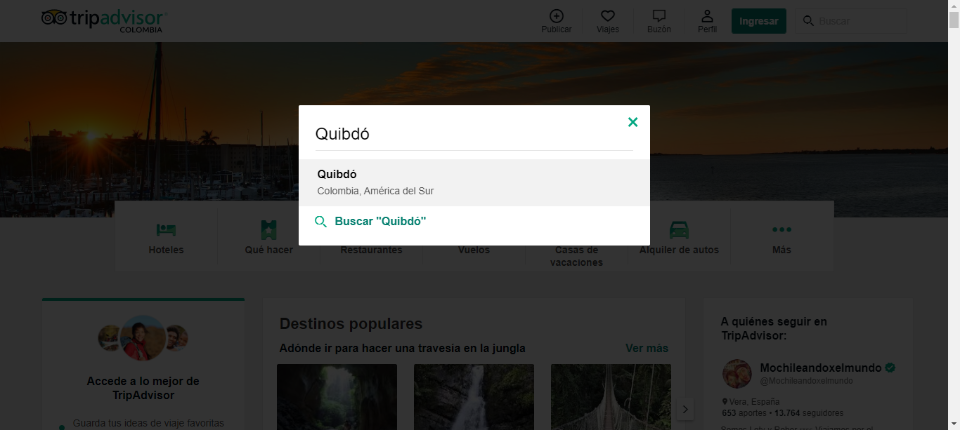 tripadvisor
COLOMBIA
Publicar
Viajes
Buzón
Perfil
Ingresar
Buscar
Quibdó
Quibdó
Colombia, América del Sur
Buscar "Quibdó"
Hoteles
Qué hacer
Restaurantes
Vuelos
Casas de
vacaciones
Alquiler de autos
Más
Accede a lo mejor de
TripAdvisor
Guarda tus ideas de viaje favoritas
Destinos populares
Adónde ir para hacer una travesía en la jungla
Ver más
A quiénes seguir en
TripAdvisor:
Mochileandoxelmundo
@Mochileandoxelmundo
Vera, España
653 aportes • 13.764 seguidores